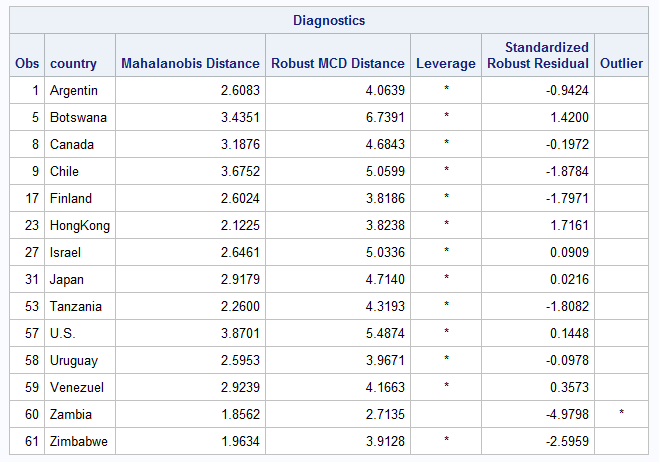 Diagnostics
Obs country Mahalanobis Distance Robust MCD Distance Leverage Standardized Robust Residual Outlier
1 Argentin 2.6083 4.0639 * -0.9424
5 Botswana 3.4351 6.7391 * 1.4200
8 Canada 3.1876 4.6843 * -0.1972
9 Chile 3.6752 5.0599 * -1.8784
17 Finland 2.6024 3.8186 * -1.7971
23 HongKong 2.1225 3.8238 * 1.7161
27 Israel 2.6461 5.0336 * 0.0909
31 Japan 2.9179 4.7140 * 0.0216
53 Tanzania 2.2600 4.3193 * -1.8082
57 U.S. 3.8701 5.4874 * 0.1448
58 Uruguay 2.5953 3.9671 * -0.0978
59 Venezuel 2.9239 4.1663 * 0.3573
60 Zambia 1.8562 2.7135 -4.9798 *
61 Zimbabwe 1.9634 3.9128 * -2.5959